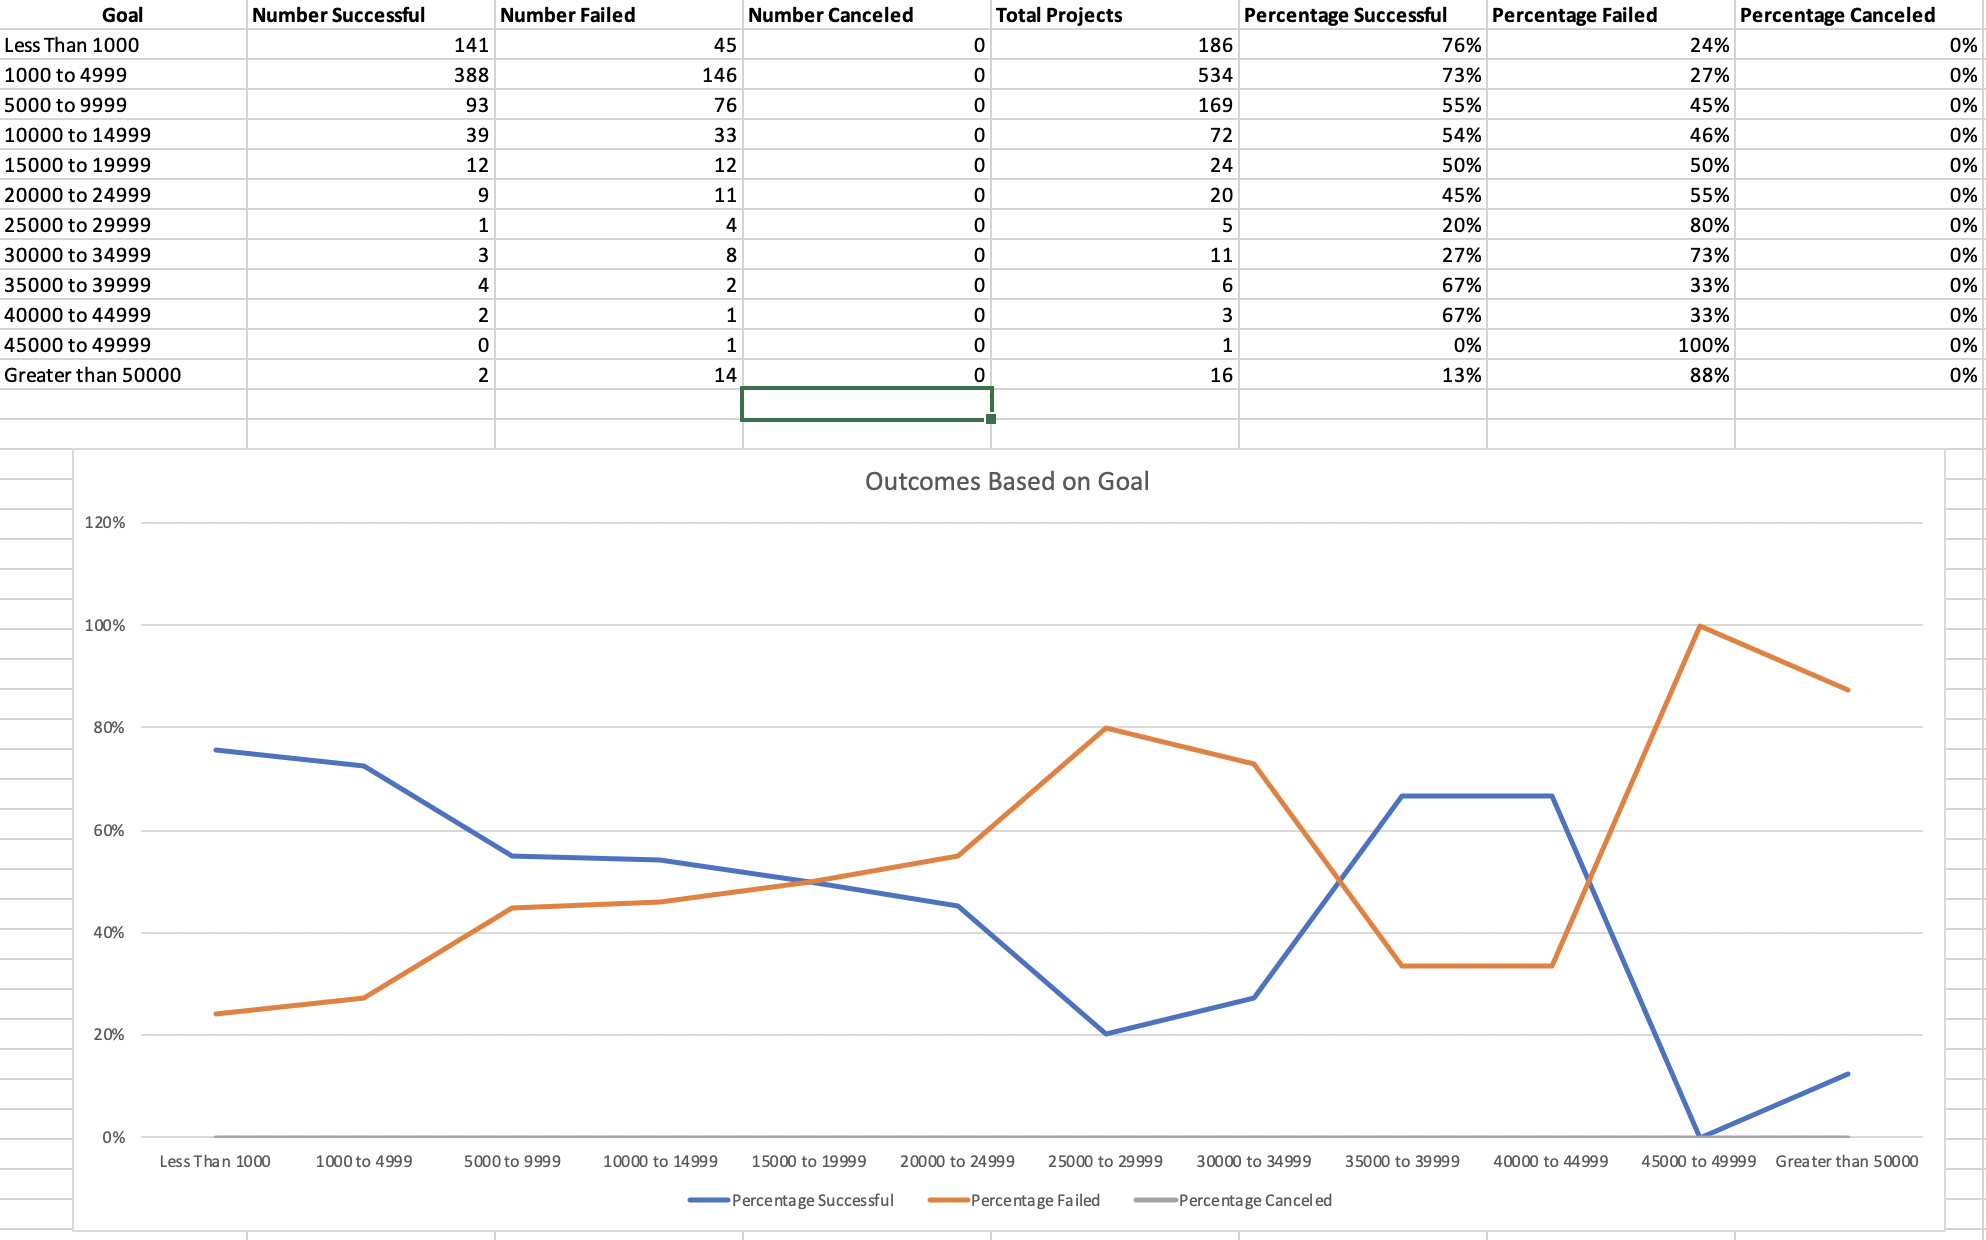 Goal Number Successful Number Failed Number Canceled Total Projects Percentage Successful Percentage Failed Percentage Canceled
Less Than 1000 141 45 0 186 76% 24% 0%
1000 to 4999 388 146 0 534 73% 27% 0%
5000 to 9999 93 76 0 169 55% 45% 0%
10000 to 14999 39 33 0 72 54% 46% 0%
15000 to 19999 12 12 0 24 50% 50% 0%
20000 to 24999 9 11 0 20 45% 55% 0%
25000 to 29999 1 4 0 5 20% 80% 0%
30000 to 34999 3 8 0 11 27% 73% 0%
35000 to 39999 4 2 0 6 67% 33% 0%
40000 to 44999 2 1 0 3 67% 33% 0%
45000 to 49999 0 1 0 1 0% 100% 0%
Greater than 50000 2 14 0 16 13% 88% 0%
Outcomes Based on Goal
120%
100%
80%
60%
40%
20%
0%
Less Than 1000 1000 to 4999 5000 to 9999 10000 to 14999 15000 to 19999 20000 to 24999 25000 to 29999 30000 to 34999 35000 to 39999 40000 to 44999 45000 to 49999 Greater than 50000
Percentage Successful Percentage Failed Percentage Canceled